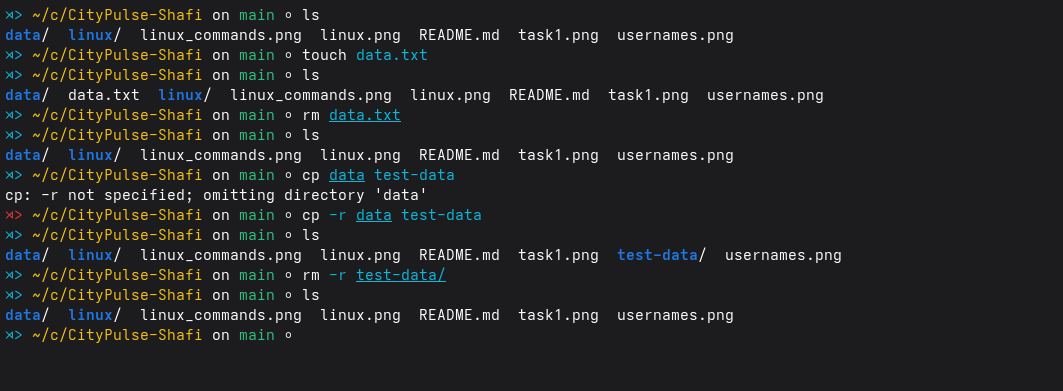 ⋊> ~/c/CityPulse-Shafi on main ◦ ls
data/  linux/  linux_commands.png  linux.png  README.md  task1.png  usernames.png
⋊> ~/c/CityPulse-Shafi on main ◦ touch data.txt
⋊> ~/c/CityPulse-Shafi on main ◦ ls
data/  data.txt  linux/  linux_commands.png  linux.png  README.md  task1.png  usernames.png
⋊> ~/c/CityPulse-Shafi on main ◦ rm data.txt
⋊> ~/c/CityPulse-Shafi on main ◦ ls
data/  linux/  linux_commands.png  linux.png  README.md  task1.png  usernames.png
⋊> ~/c/CityPulse-Shafi on main ◦ cp data test-data
cp: -r not specified; omitting directory 'data'
⋊> ~/c/CityPulse-Shafi on main ◦ cp -r data test-data
⋊> ~/c/CityPulse-Shafi on main ◦ ls
data/  linux/  linux_commands.png  linux.png  README.md  task1.png  test-data/  usernames.png
⋊> ~/c/CityPulse-Shafi on main ◦ rm -r test-data/
⋊> ~/c/CityPulse-Shafi on main ◦ ls
data/  linux/  linux_commands.png  linux.png  README.md  task1.png  usernames.png
⋊> ~/c/CityPulse-Shafi on main ◦